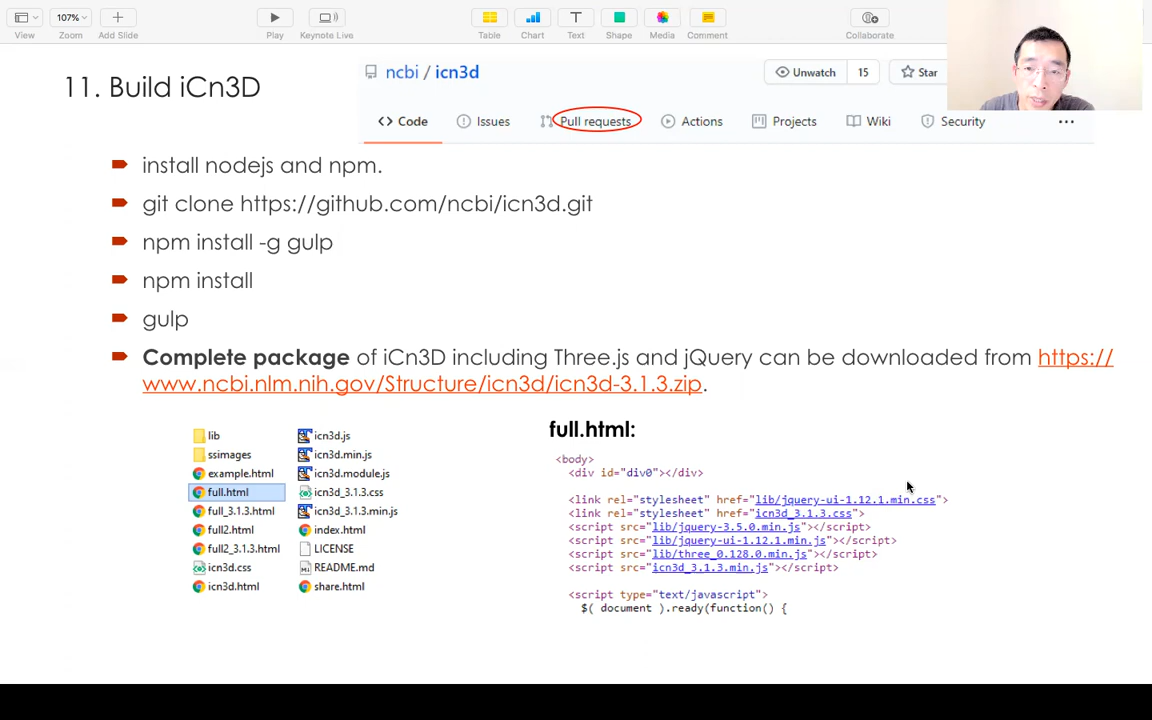 107%
View
Zoom
Add Slide
Play
Keynote Live
Table
Chart
Text
Shape
Media
Comment
Collaborate
11. Build iCn3D
ncbi / icn3d
Unwatch 15
Star
<> Code
Issues
Pull requests
Actions
Projects
Wiki
Security
...
install nodejs and npm.
git clone https://github.com/ncbi/icn3d.git
npm install -g gulp
npm install
gulp
Complete package of iCn3D including Three.js and jQuery can be downloaded from https://
www.ncbi.nlm.nih.gov/Structure/icn3d/icn3d-3.1.3.zip.
lib
ssimages
example.html
full.html
full_3.1.3.html
full2.html
full2_3.1.3.html
icn3d.css
icn3d.html
icn3d.js
icn3d.min.js
icn3d.module.js
icn3d_3.1.3.css
icn3d_3.1.3.min.js
index.html
LICENSE
README.md
share.html
full.html:
<body>
<div id="div0"></div>
<link rel="stylesheet" href="lib/jquery-ui-1.12.1.min.css">
<link rel="stylesheet" href="icn3d_3.1.3.css">
<script src="lib/jquery-3.5.0.min.js"></script>
<script src="lib/jquery-ui-1.12.1.min.js"></script>
<script src="lib/three_0.128.0.min.js"></script>
<script src="icn3d_3.1.3.min.js"></script>
<script type="text/javascript">
$( document ).ready(function() {